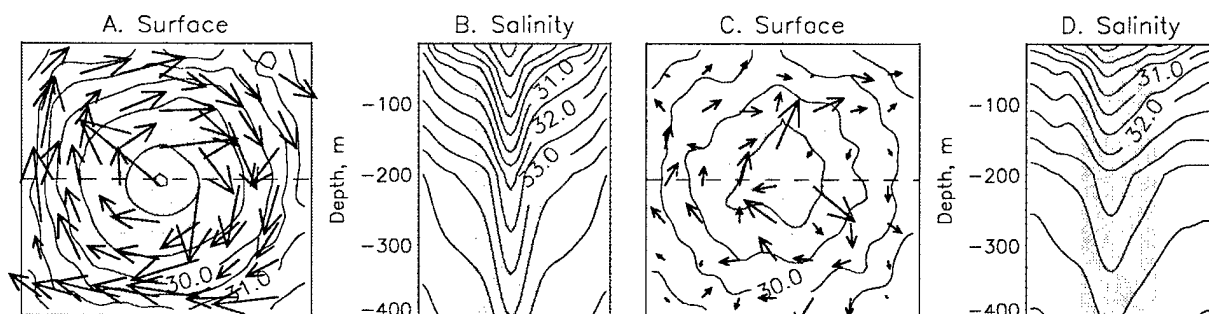 A. Surface
B. Salinity
C. Surface
D. Salinity
30.0
31.0
Depth, m
-100
-200
-300
-400
31.0
32.0
33.0
30.0
Depth, m
-100
-200
-300
-400
31.0
32.0